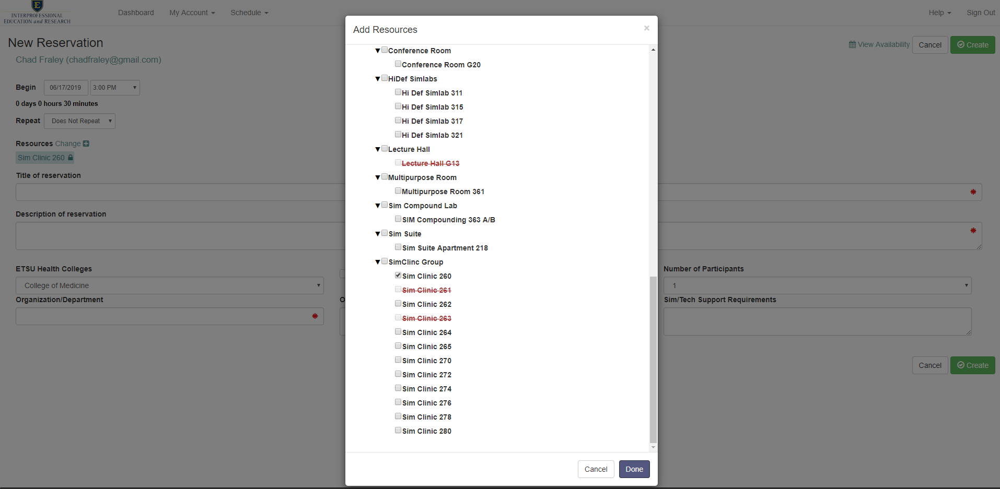 E
INTERPROFESSIONAL
EDUCATION and RESEARCH
Dashboard
My Account
Schedule
Help
Sign Out
New Reservation
Chad Fraley (chadfraley@gmail.com)
View Availability
Cancel
Create
Begin
06/17/2019
3:00 PM
0 days 0 hours 30 minutes
Repeat
Does Not Repeat
Resources Change
Sim Clinic 260
Title of reservation
Description of reservation
ETSU Health Colleges
College of Medicine
Number of Participants
1
Organization/Department
O
Sim/Tech Support Requirements
Cancel
Create
Add Resources
×
Conference Room
Conference Room G20
HiDef Simlabs
Hi Def Simlab 311
Hi Def Simlab 315
Hi Def Simlab 317
Hi Def Simlab 321
Lecture Hall
Lecture Hall G13
Multipurpose Room
Multipurpose Room 361
Sim Compound Lab
SIM Compounding 363 A/B
Sim Suite
Sim Suite Apartment 218
SimClinc Group
Sim Clinic 260
Sim Clinic 261
Sim Clinic 262
Sim Clinic 263
Sim Clinic 264
Sim Clinic 265
Sim Clinic 270
Sim Clinic 272
Sim Clinic 274
Sim Clinic 276
Sim Clinic 278
Sim Clinic 280
Cancel
Done